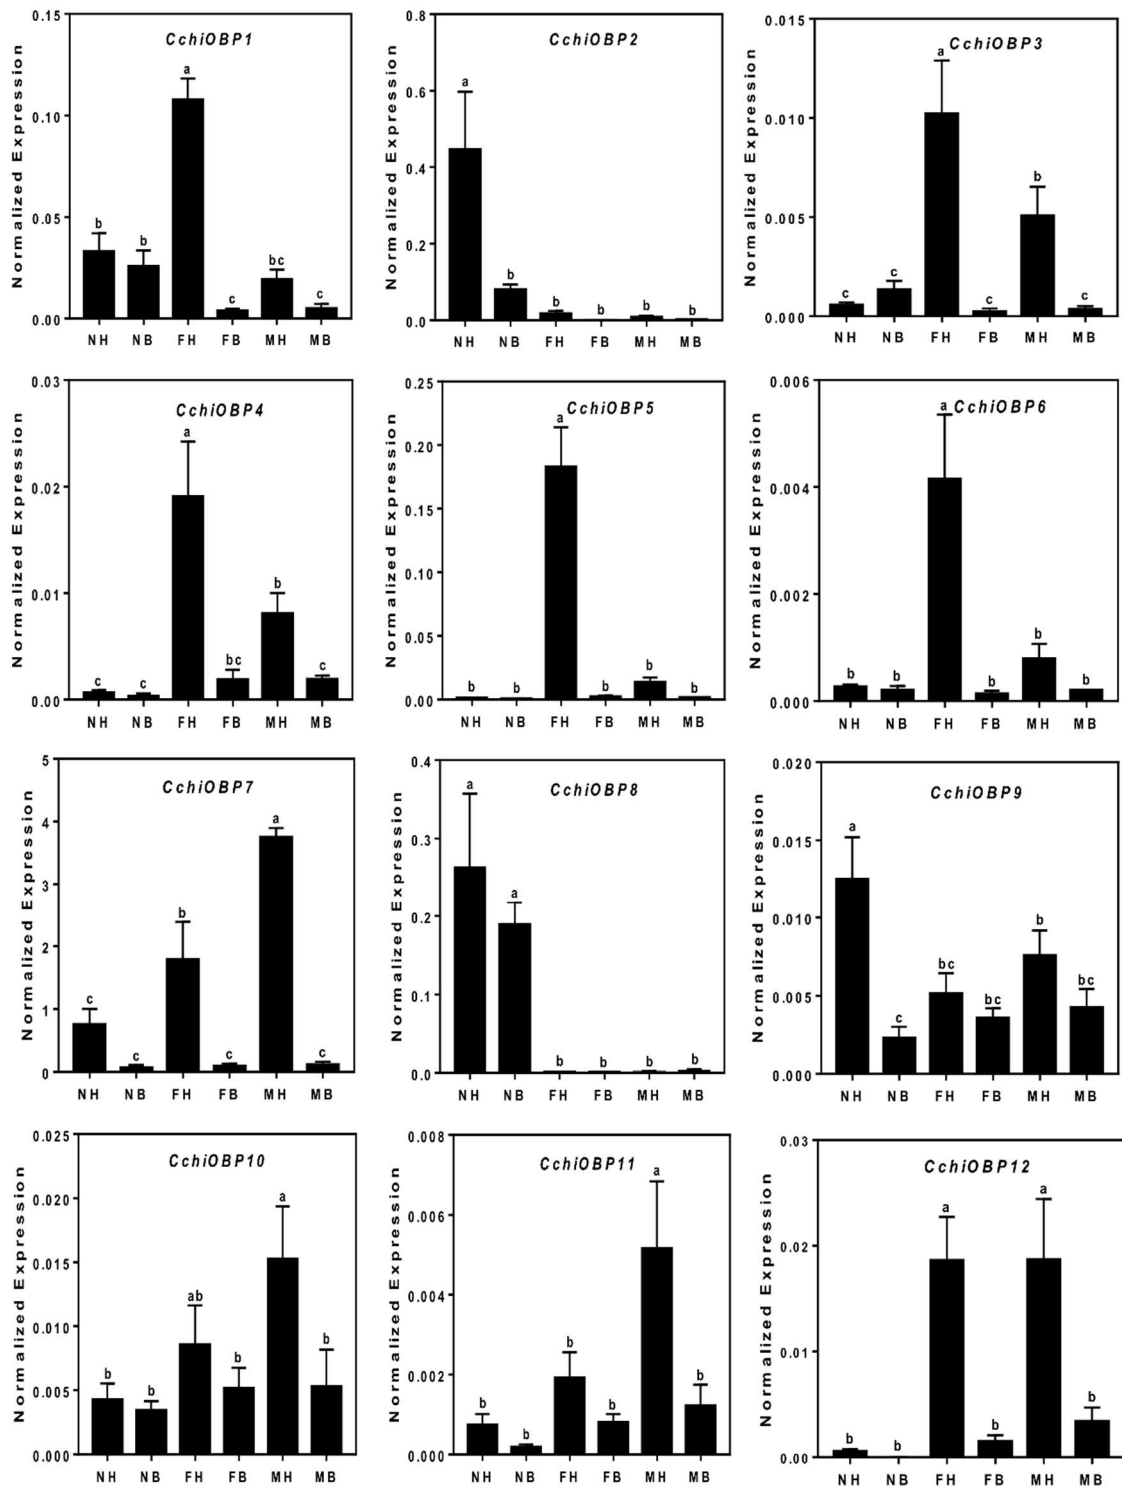 CchiOBP1
Normalized Expression
0.15
0.10
0.05
0.00
b
b
a
c
bc
c
NH NB FH FB MH MB
CchiOBP2
Normalized Expression
0.8
0.6
0.4
0.2
0.0
a
b
b
b
b
b
NH NB FH FB MH MB
CchiOBP3
Normalized Expression
0.015
0.010
0.005
0.000
c
c
a
c
b
c
NH NB FH FB MH MB
CchiOBP4
Normalized Expression
0.03
0.02
0.01
0.00
c
c
a
bc
b
c
NH NB FH FB MH MB
CchiOBP5
Normalized Expression
0.25
0.20
0.15
0.10
0.05
0.00
b
b
a
b
b
b
NH NB FH FB MH MB
CchiOBP6
Normalized Expression
0.006
0.004
0.002
0.000
b
b
a
b
b
b
NH NB FH FB MH MB
CchiOBP7
Normalized Expression
5
4
3
2
1
0
c
c
b
c
a
c
NH NB FH FB MH MB
CchiOBP8
Normalized Expression
0.4
0.3
0.2
0.1
0.0
a
a
b
b
b
b
NH NB FH FB MH MB
CchiOBP9
Normalized Expression
0.020
0.015
0.010
0.005
0.000
a
c
bc
bc
b
bc
NH NB FH FB MH MB
CchiOBP10
Normalized Expression
0.025
0.020
0.015
0.010
0.005
0.000
b
b
ab
b
a
b
NH NB FH FB MH MB
CchiOBP11
Normalized Expression
0.008
0.006
0.004
0.002
0.000
b
b
b
b
a
b
NH NB FH FB MH MB
CchiOBP12
Normalized Expression
0.03
0.02
0.01
0.00
b
b
a
b
a
b
NH NB FH FB MH MB